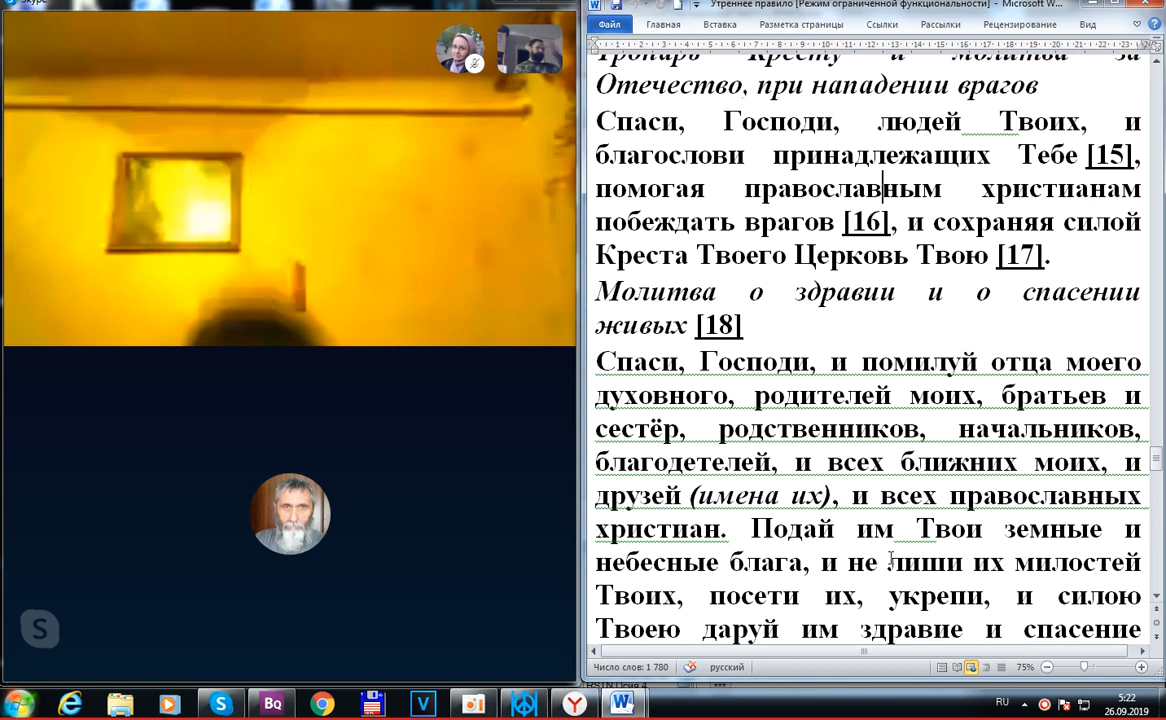 Skype
Утреннее правило [Режим ограниченной функциональности] - Microsoft W...
Файл Главная Вставка Разметка страницы Ссылки Рассылки Рецензирование Вид
Тропарь Кресту и молитва за
Отечество, при нападении врагов
Спаси, Господи, людей Твоих, и
благослови принадлежащих Тебе [15],
помогая православным христианам
побеждать врагов [16], и сохраняя силой
Креста Твоего Церковь Твою [17].
Молитва о здравии и о спасении
живых [18]
Спаси, Господи, и помилуй отца моего
духовного, родителей моих, братьев и
сестёр, родственников, начальников,
благодетелей, и всех ближних моих, и
друзей (имена их), и всех православных
христиан. Подай им Твои земные и
небесные блага, и не лиши их милостей
Твоих, посети их, укрепи, и силою
Твоею даруй им здравие и спасение
Число слов: 1 780 русский 75%
RU 5:22
26.09.2019